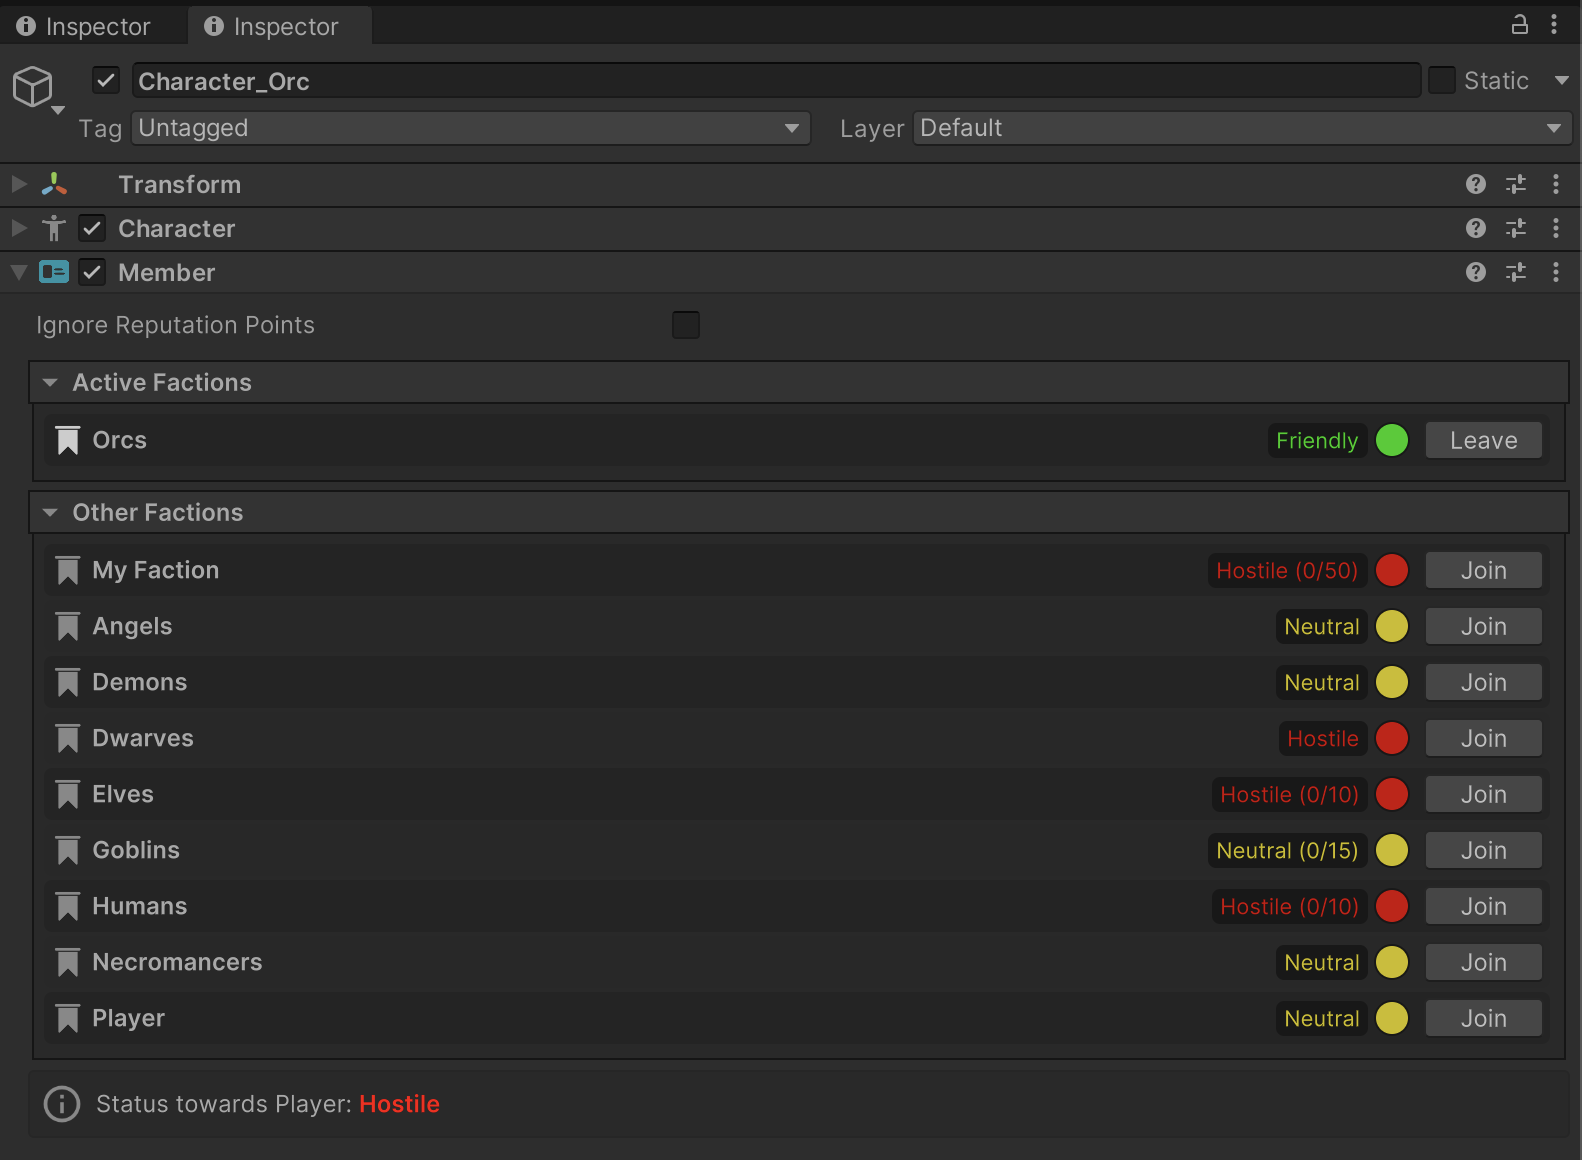 Inspector Inspector
Character_Orc Static
Tag Untagged Layer Default
Transform
Character
Member
Ignore Reputation Points
Active Factions
Orcs Friendly Leave
Other Factions
My Faction Hostile (0/50) Join
Angels Neutral Join
Demons Neutral Join
Dwarves Hostile Join
Elves Hostile (0/10) Join
Goblins Neutral (0/15) Join
Humans Hostile (0/10) Join
Necromancers Neutral Join
Player Neutral Join
Status towards Player: Hostile